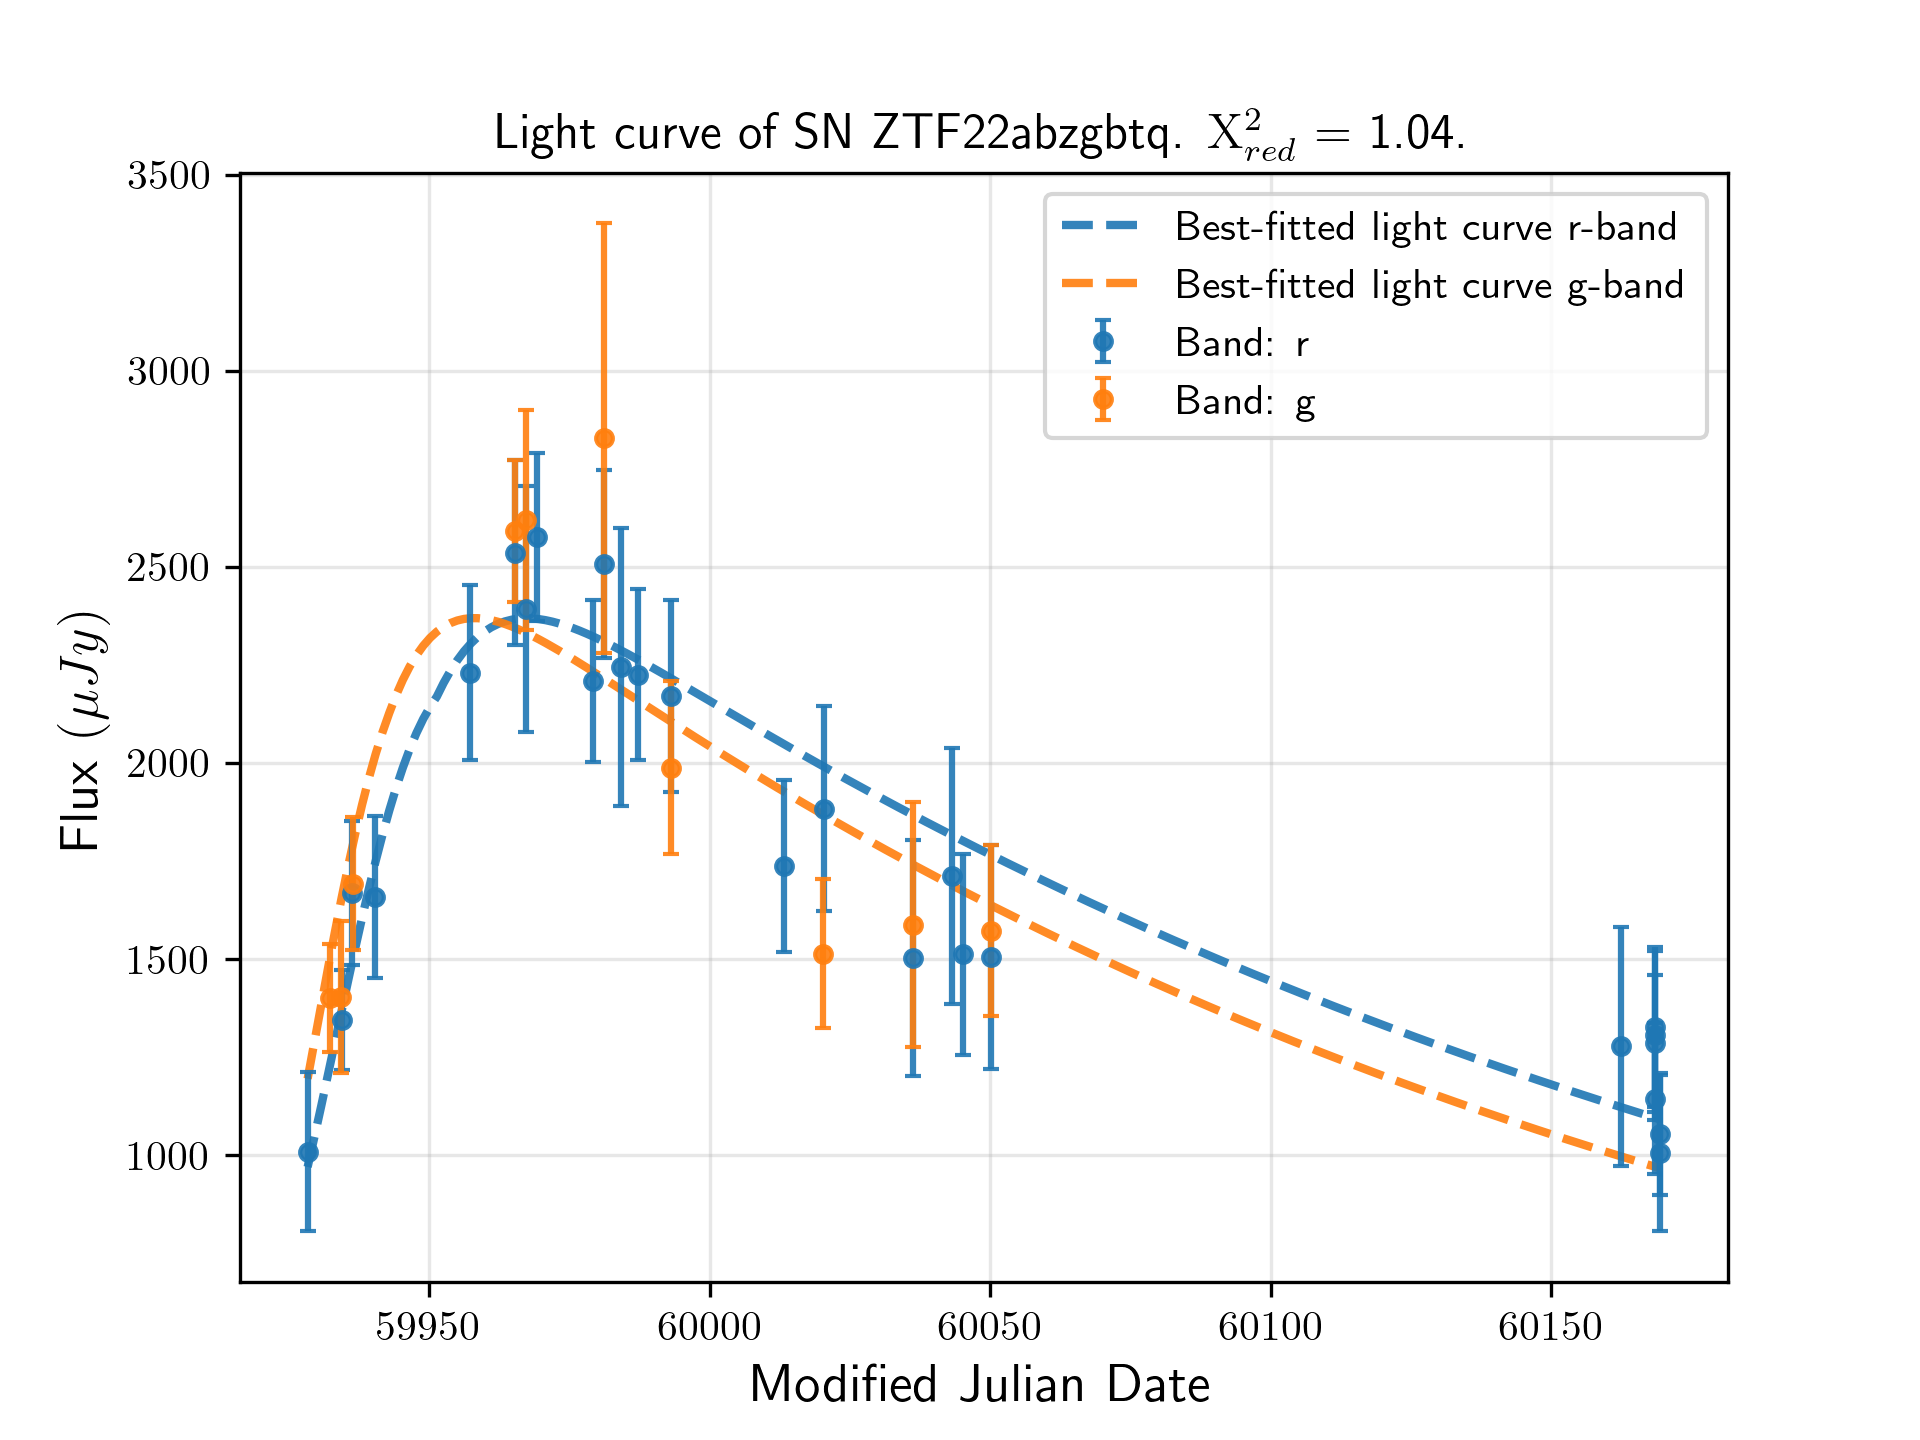 Light curve of SN ZTF22abzgbtq. X²_red = 1.04.
3500
3000
2500
2000
1500
1000
Flux (μJy)
Best-fitted light curve r-band
Best-fitted light curve g-band
Band: r
Band: g
59950 60000 60050 60100 60150
Modified Julian Date